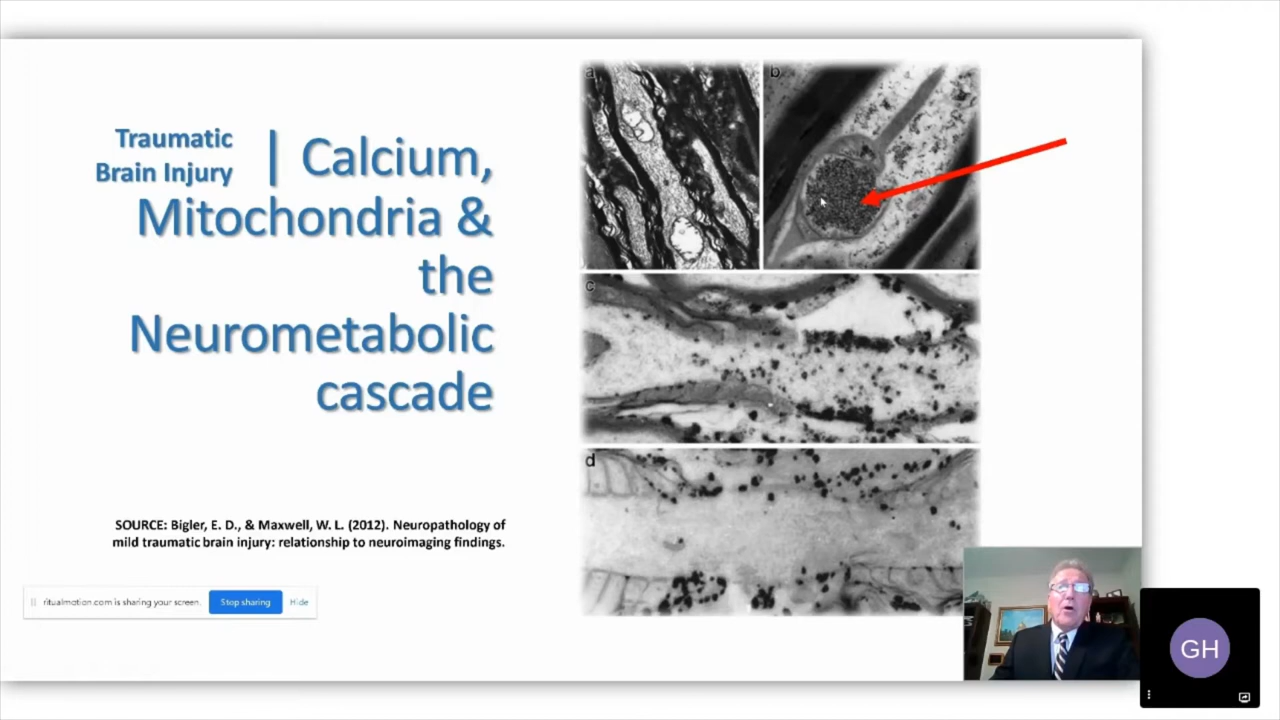 Traumatic
Brain Injury
| Calcium,
Mitochondria &
the
Neurometabolic
cascade
SOURCE: Bigler, E. D., & Maxwell, W. L. (2012). Neuropathology of
mild traumatic brain injury: relationship to neuroimaging findings.
a
b
c
d
ritualmotion.com is sharing your screen. Stop sharing Hide
GH